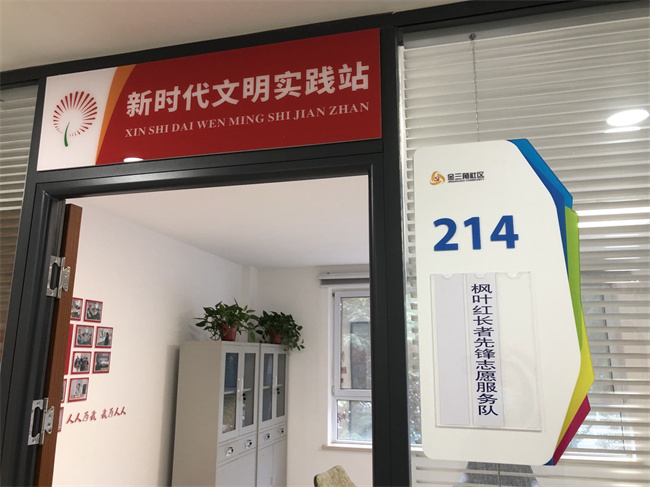 新时代文明实践站
XIN SHI DAI WEN MING SHI JIAN ZHAN
金三角社区
214
枫叶红长者先锋志愿服务队
人人为我 我为人人